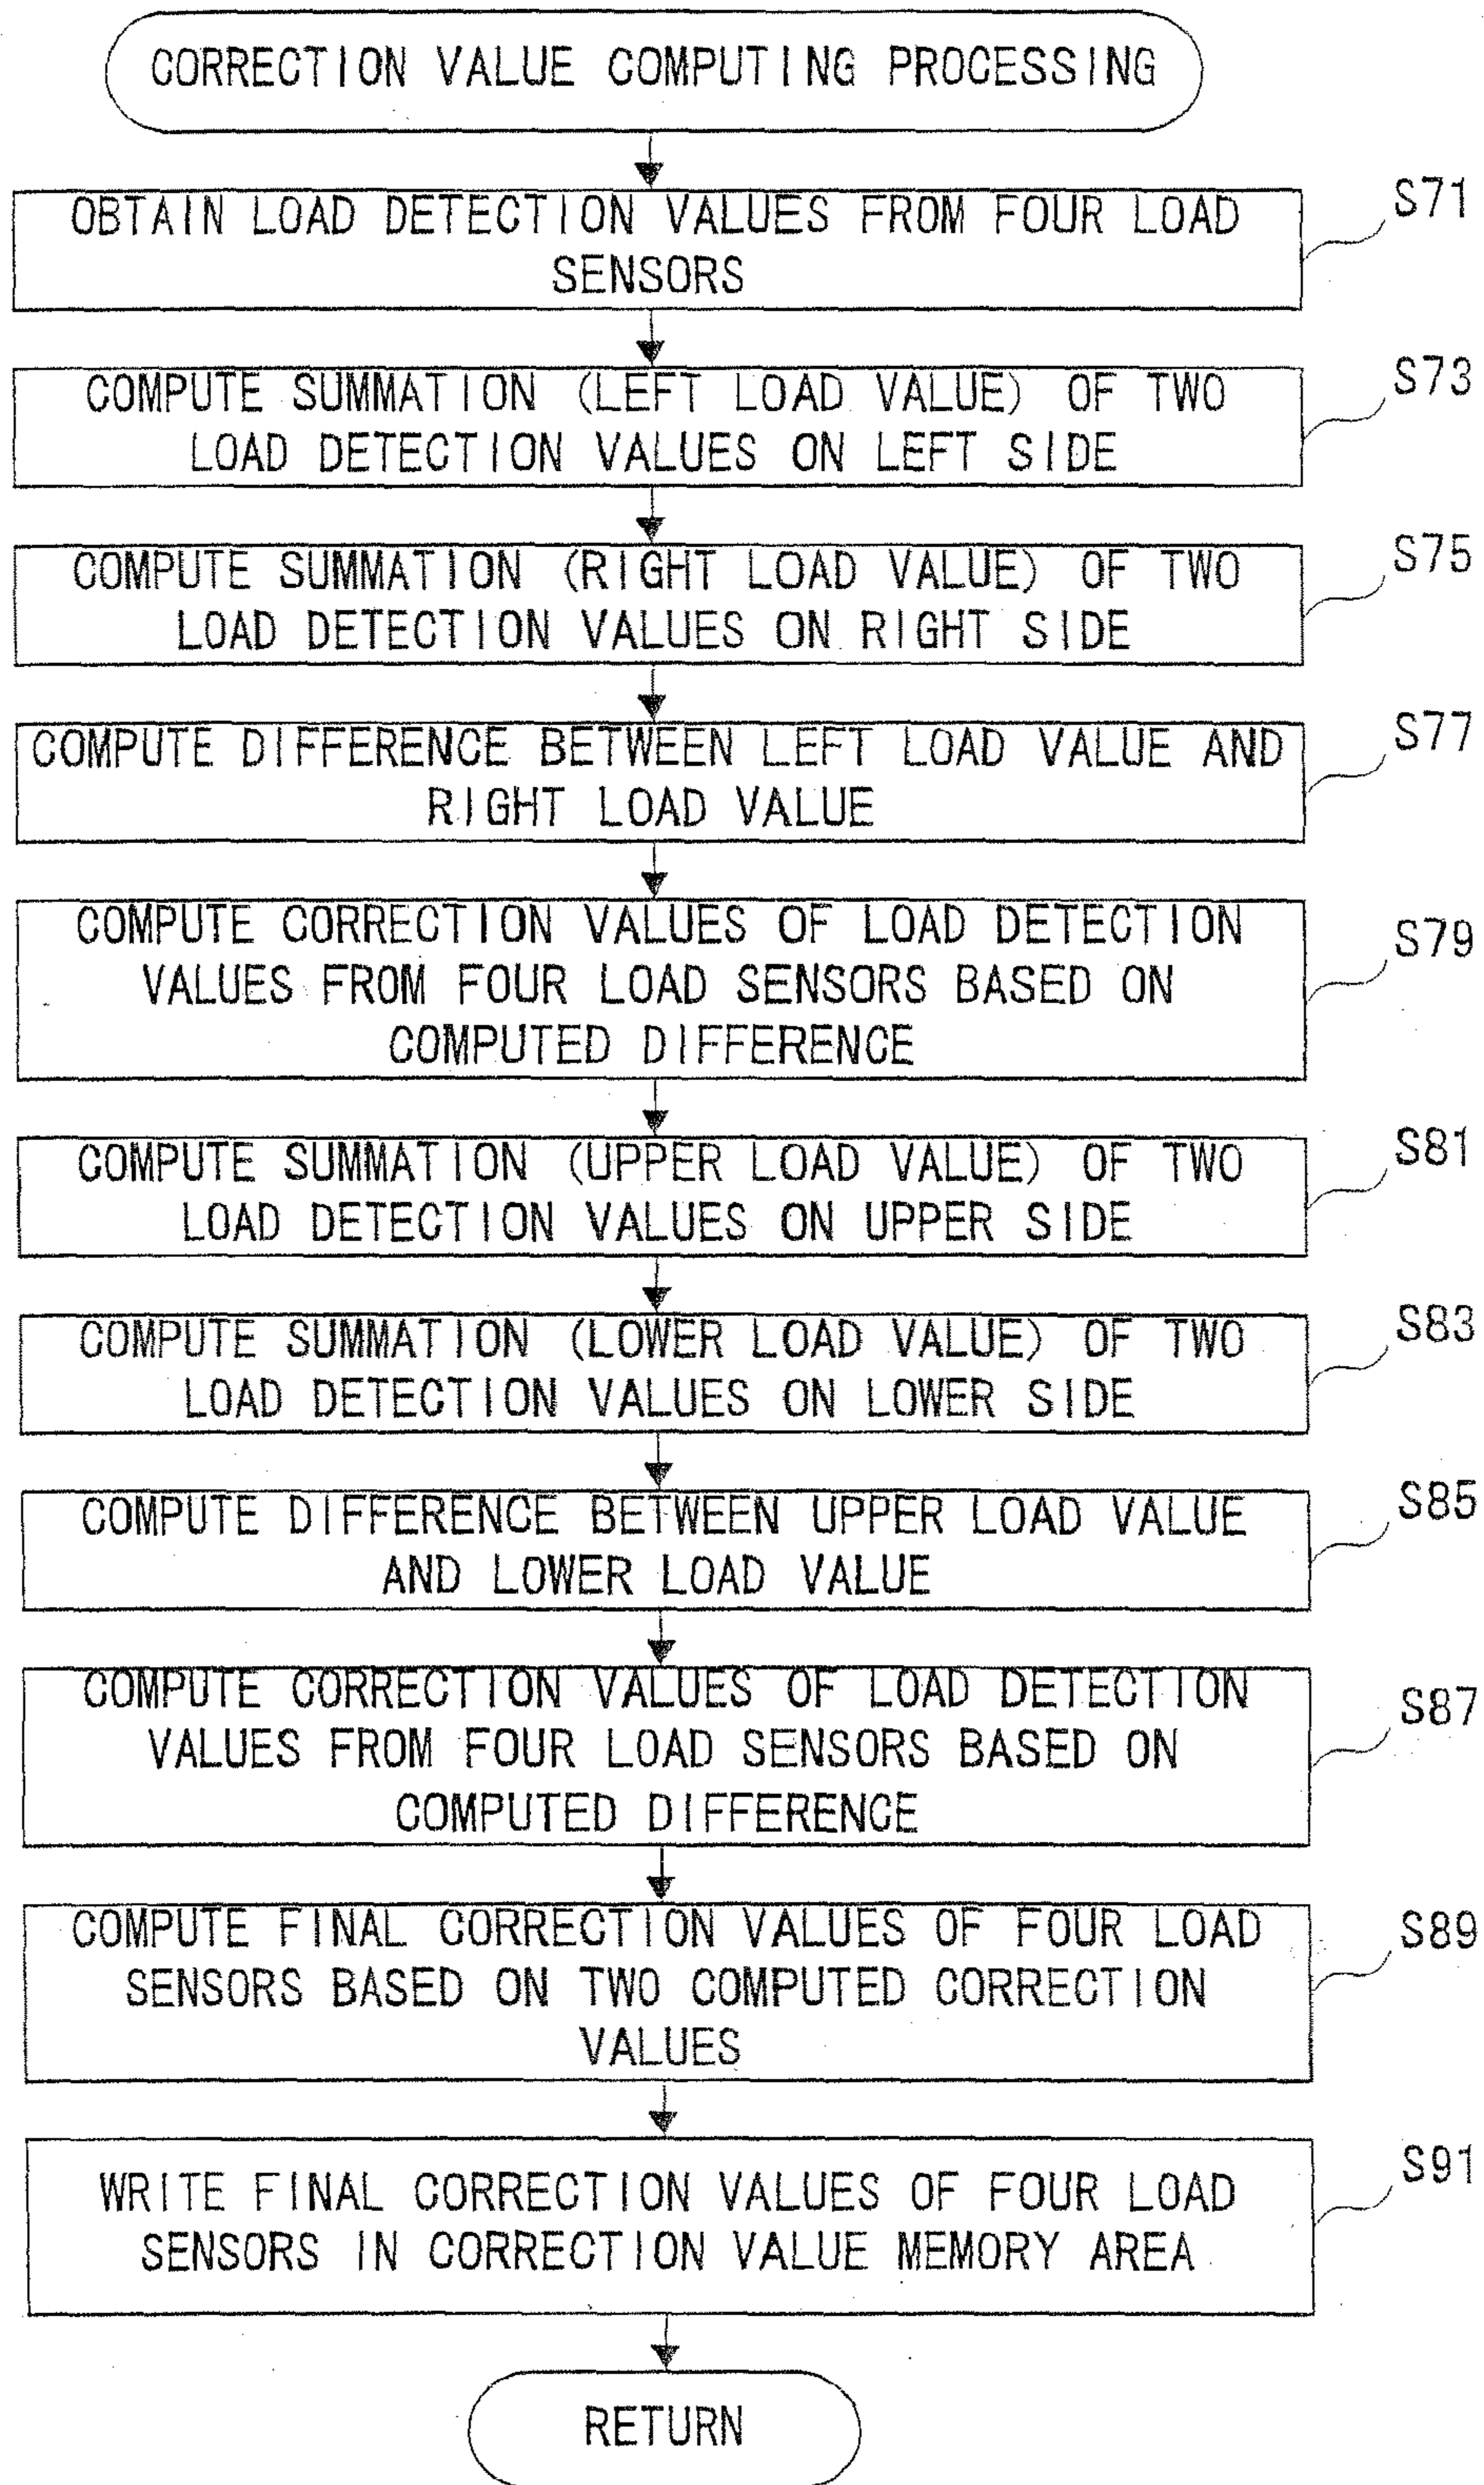 CORRECTION VALUE COMPUTING PROCESSING
OBTAIN LOAD DETECTION VALUES FROM FOUR LOAD
SENSORS
S71
COMPUTE SUMMATION (LEFT LOAD VALUE) OF TWO
LOAD DETECTION VALUES ON LEFT SIDE
S73
COMPUTE SUMMATION (RIGHT LOAD VALUE) OF TWO
LOAD DETECTION VALUES ON RIGHT SIDE
S75
COMPUTE DIFFERENCE BETWEEN LEFT LOAD VALUE AND
RIGHT LOAD VALUE
S77
COMPUTE CORRECTION VALUES OF LOAD DETECTION
VALUES FROM FOUR LOAD SENSORS BASED ON
COMPUTED DIFFERENCE
S79
COMPUTE SUMMATION (UPPER LOAD VALUE) OF TWO
LOAD DETECTION VALUES ON UPPER SIDE
S81
COMPUTE SUMMATION (LOWER LOAD VALUE) OF TWO
LOAD DETECTION VALUES ON LOWER SIDE
S83
COMPUTE DIFFERENCE BETWEEN UPPER LOAD VALUE
AND LOWER LOAD VALUE
S85
COMPUTE CORRECTION VALUES OF LOAD DETECTION
VALUES FROM FOUR LOAD SENSORS BASED ON
COMPUTED DIFFERENCE
S87
COMPUTE FINAL CORRECTION VALUES OF FOUR LOAD
SENSORS BASED ON TWO COMPUTED CORRECTION
VALUES
S89
WRITE FINAL CORRECTION VALUES OF FOUR LOAD
SENSORS IN CORRECTION VALUE MEMORY AREA
S91
RETURN